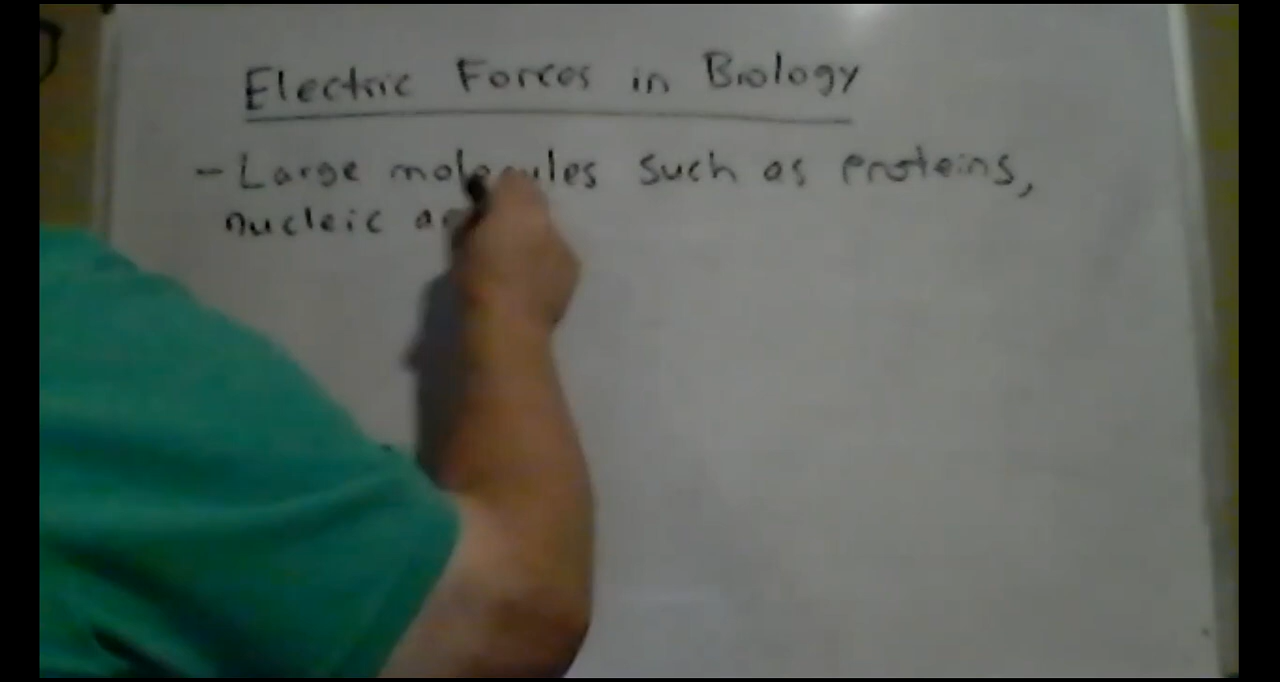 Electric Forces in Biology
- Large molecules such as proteins,
nucleic